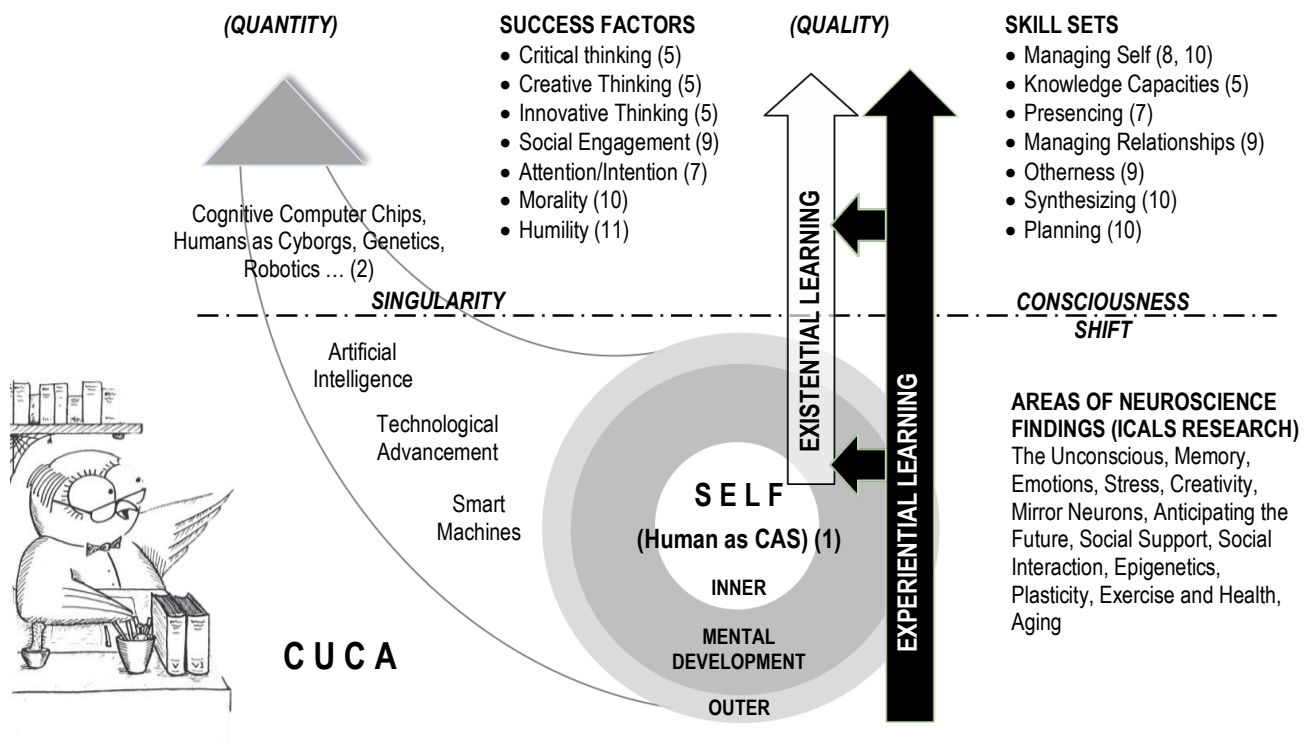 (QUANTITY)
SUCCESS FACTORS
• Critical thinking (5)
• Creative Thinking (5)
• Innovative Thinking (5)
• Social Engagement (9)
• Attention/Intention (7)
• Morality (10)
• Humility (11)
(QUALITY)
SKILL SETS
• Managing Self (8, 10)
• Knowledge Capacities (5)
• Presencing (7)
• Managing Relationships (9)
• Otherness (9)
• Synthesizing (10)
• Planning (10)
Cognitive Computer Chips,
Humans as Cyborgs, Genetics,
Robotics … (2)
SINGULARITY
CONSCIOUSNESS
SHIFT
Artificial
Intelligence
Technological
Advancement
Smart
Machines
EXISTENTIAL LEARNING
EXPERIENTIAL LEARNING
S E L F
(Human as CAS) (1)
INNER
MENTAL
DEVELOPMENT
OUTER
AREAS OF NEUROSCIENCE
FINDINGS (ICALS RESEARCH)
The Unconscious, Memory,
Emotions, Stress, Creativity,
Mirror Neurons, Anticipating the
Future, Social Support, Social
Interaction, Epigenetics,
Plasticity, Exercise and Health,
Aging
C U C A